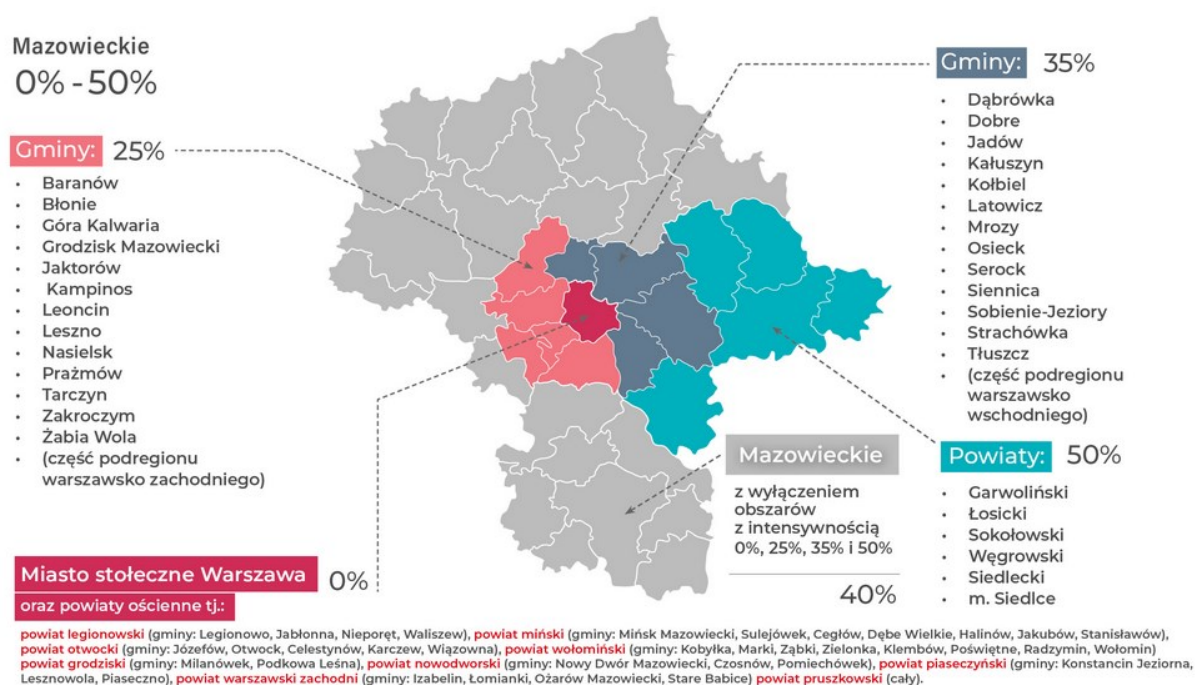 Mazowieckie
0% - 50%
Gminy: 25%
• Baranów
• Błonie
• Góra Kalwaria
• Grodzisk Mazowiecki
• Jaktorów
• Kampinos
• Leoncin
• Leszno
• Nasielsk
• Prażmów
• Tarczyn
• Zakroczym
• Żabia Wola
• (część podregionu
warszawsko zachodniego)
Gminy: 35%
• Dąbrówka
• Dobre
• Jadów
• Kałuszyn
• Kołbiel
• Latowicz
• Mrozy
• Osieck
• Serock
• Siennica
• Sobienie-Jeziory
• Strachówka
• Tłuszcz
• (część podregionu
warszawsko
wschodniego)
Mazowieckie
z wyłączeniem
obszarów
z intensywnością
0%, 25%, 35% i 50%
40%
Powiaty: 50%
• Garwoliński
• Łosicki
• Sokołowski
• Węgrowski
• Siedlecki
• m. Siedlce
Miasto stołeczne Warszawa 0%
oraz powiaty ościenne tj.:
powiat legionowski (gminy: Legionowo, Jabłonna, Nieporęt, Waliszew), powiat miński (gminy: Mińsk Mazowiecki, Sulejówek, Cegłów, Dębe Wielkie, Halinów, Jakubów, Stanisławów),
powiat otwocki (gminy: Józefów, Otwock, Celestynów, Karczew, Wiązowna), powiat wołomiński (gminy: Kobyłka, Marki, Ząbki, Zielonka, Klembów, Poświętne, Radzymin, Wołomin)
powiat grodziski (gminy: Milanówek, Podkowa Leśna), powiat nowodworski (gminy: Nowy Dwór Mazowiecki, Czosnów, Pomiechówek), powiat piaseczyński (gminy: Konstancin Jeziorna,
Lesznowola, Piaseczno), powiat warszawski zachodni (gminy: Izabelin, Łomianki, Ożarów Mazowiecki, Stare Babice) powiat pruszkowski (cały).